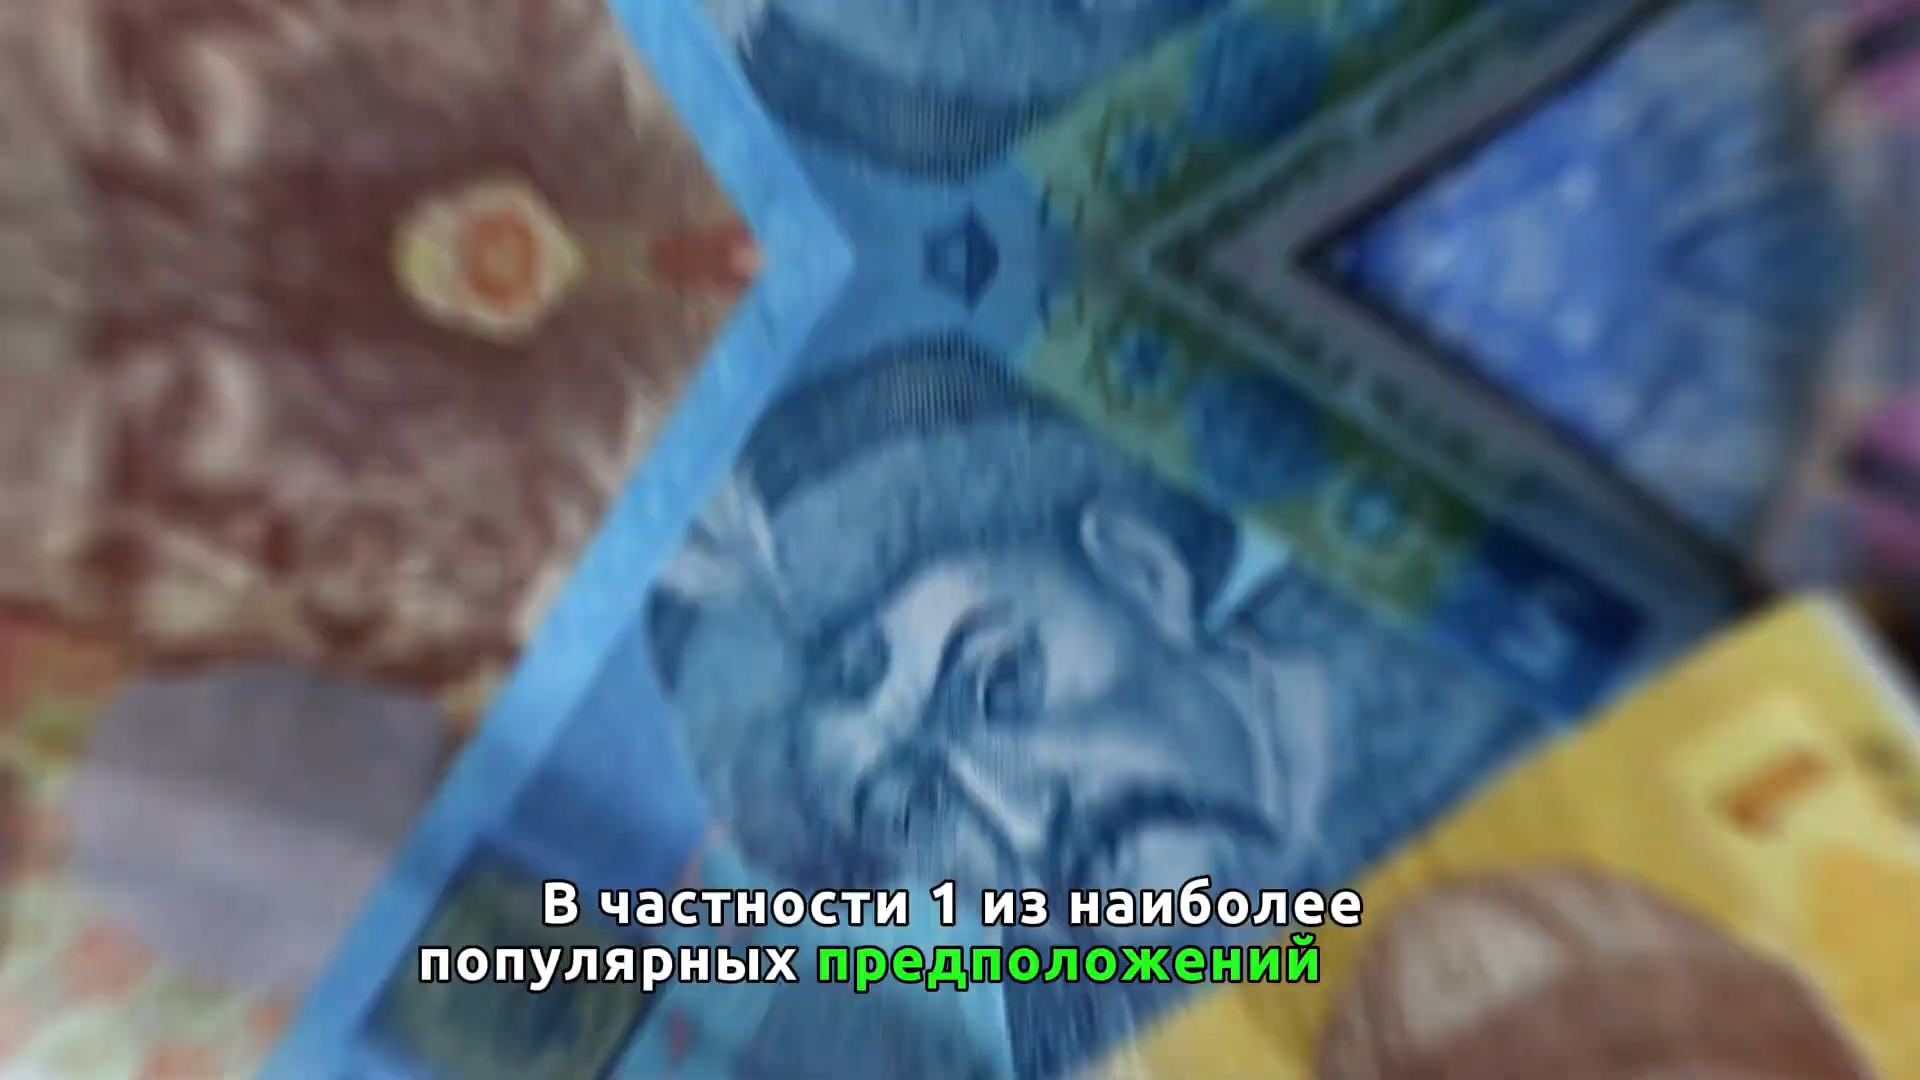 В частности 1 из наиболее
популярных предположений